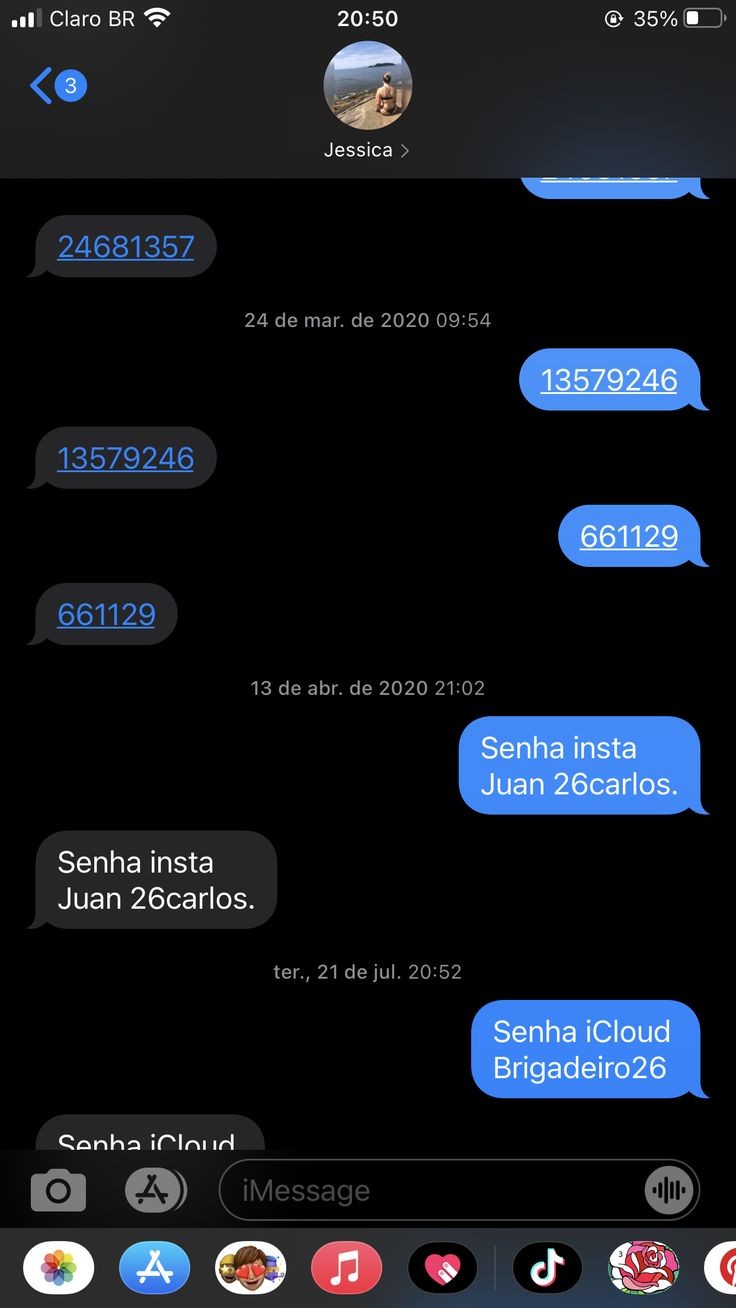 Claro BR 20:50 35%
3
Jessica
24681357
24 de mar. de 2020 09:54
13579246
13579246
661129
661129
13 de abr. de 2020 21:02
Senha insta
Juan 26carlos.
Senha insta
Juan 26carlos.
ter., 21 de jul. 20:52
Senha iCloud
Brigadeiro26
Senha iCloud
iMessage
3